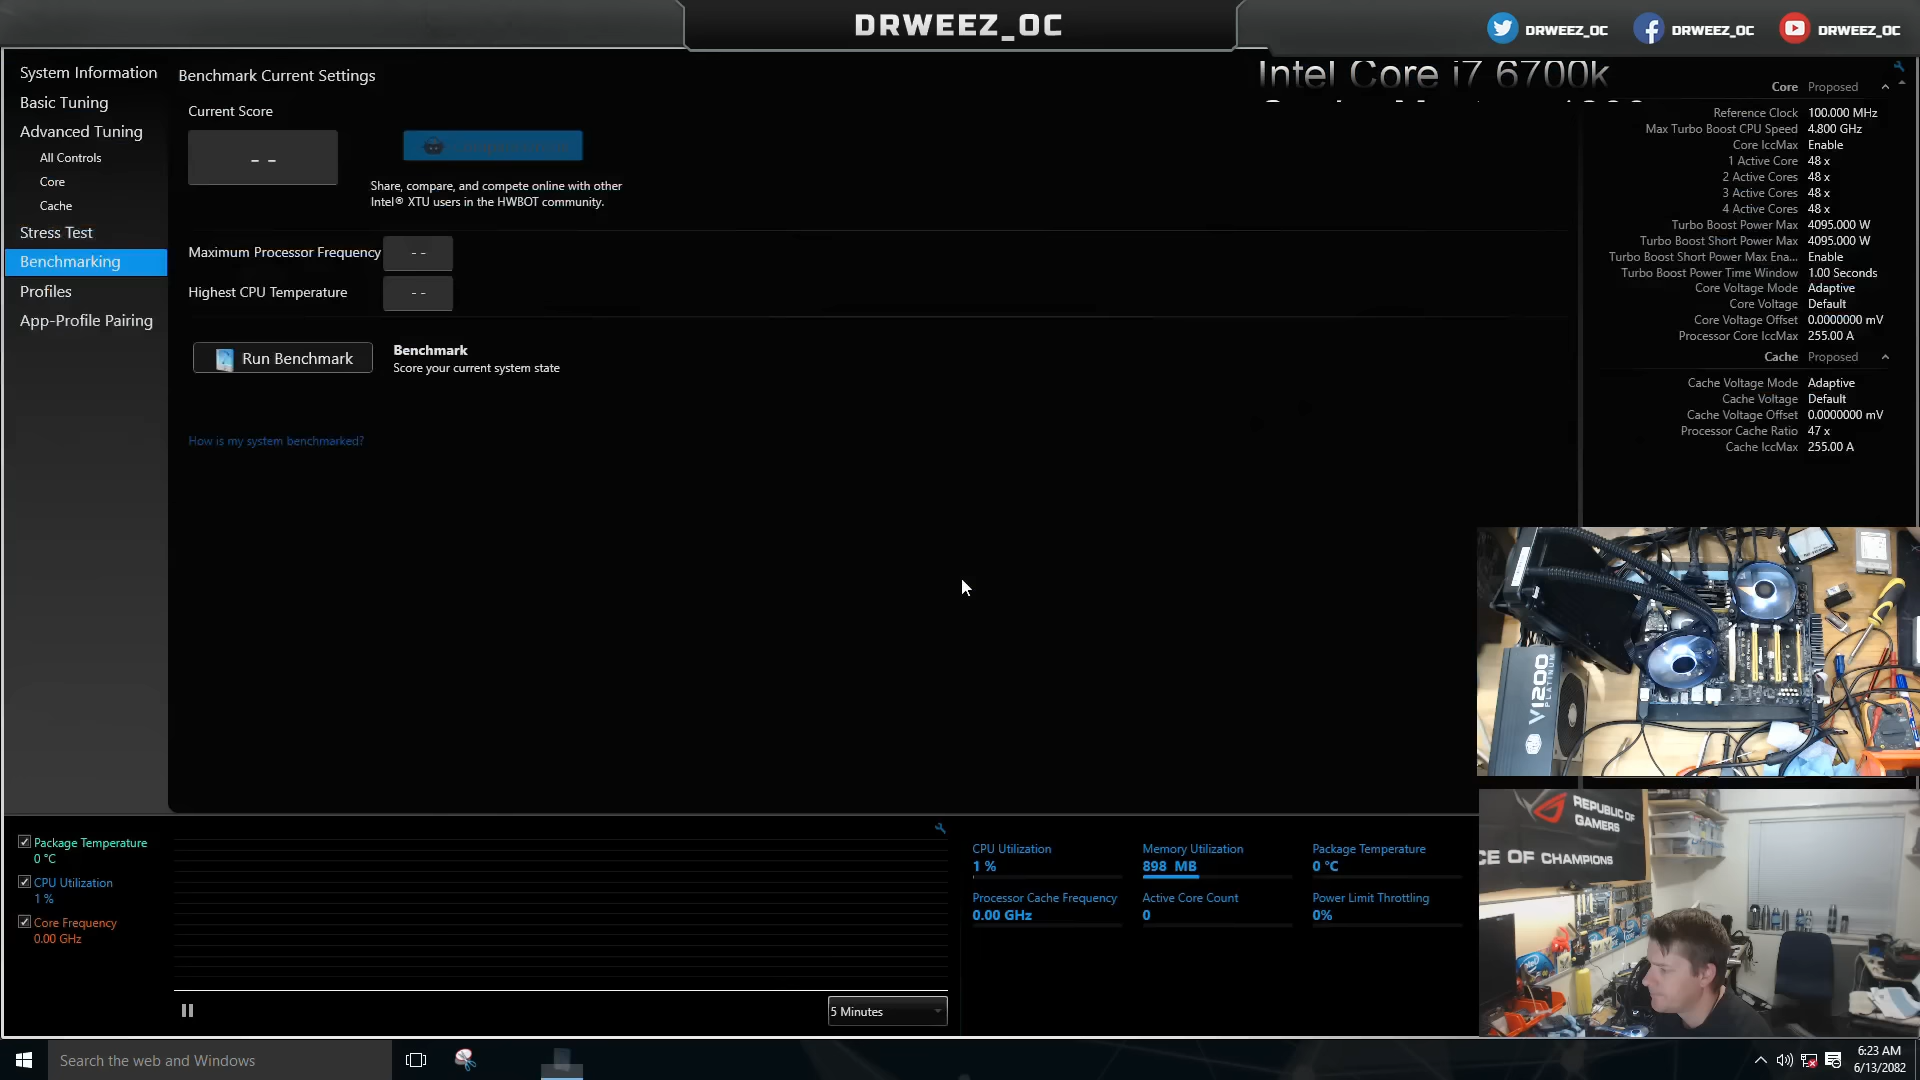 DRWEEZ_OC
DRWEEZ_OC
DRWEEZ_OC
DRWEEZ_OC
System Information
Basic Tuning
Advanced Tuning
All Controls
Core
Cache
Stress Test
Benchmarking
Profiles
App-Profile Pairing
Benchmark Current Settings
Current Score
- -
Share, compare, and compete online with other
Intel® XTU users in the HWBOT community.
Maximum Processor Frequency - -
Highest CPU Temperature - -
Run Benchmark
Benchmark
Score your current system state
How is my system benchmarked?
Intel Core i7 6700k
Core Proposed
Reference Clock 100.000 MHz
Max Turbo Boost CPU Speed 4.800 GHz
Core IccMax Enable
1 Active Core 48 x
2 Active Cores 48 x
3 Active Cores 48 x
4 Active Cores 48 x
Turbo Boost Power Max 4095.000 W
Turbo Boost Short Power Max 4095.000 W
Turbo Boost Short Power Max Ena... Enable
Turbo Boost Power Time Window 1.00 Seconds
Core Voltage Mode Adaptive
Core Voltage Default
Core Voltage Offset 0.0000000 mV
Processor Core IccMax 255.00 A
Cache Proposed
Cache Voltage Mode Adaptive
Cache Voltage Default
Cache Voltage Offset 0.0000000 mV
Processor Cache Ratio 47 x
Cache IccMax 255.00 A
V1200
PLATINUM
REPUBLIC OF
GAMERS
CE OF CHAMPIONS
Package Temperature
0 °C
CPU Utilization
1 %
Core Frequency
0.00 GHz
5 Minutes
CPU Utilization
1 %
Memory Utilization
898 MB
Package Temperature
0 °C
Processor Cache Frequency
0.00 GHz
Active Core Count
0
Power Limit Throttling
0%
Search the web and Windows
6:23 AM
6/13/2082